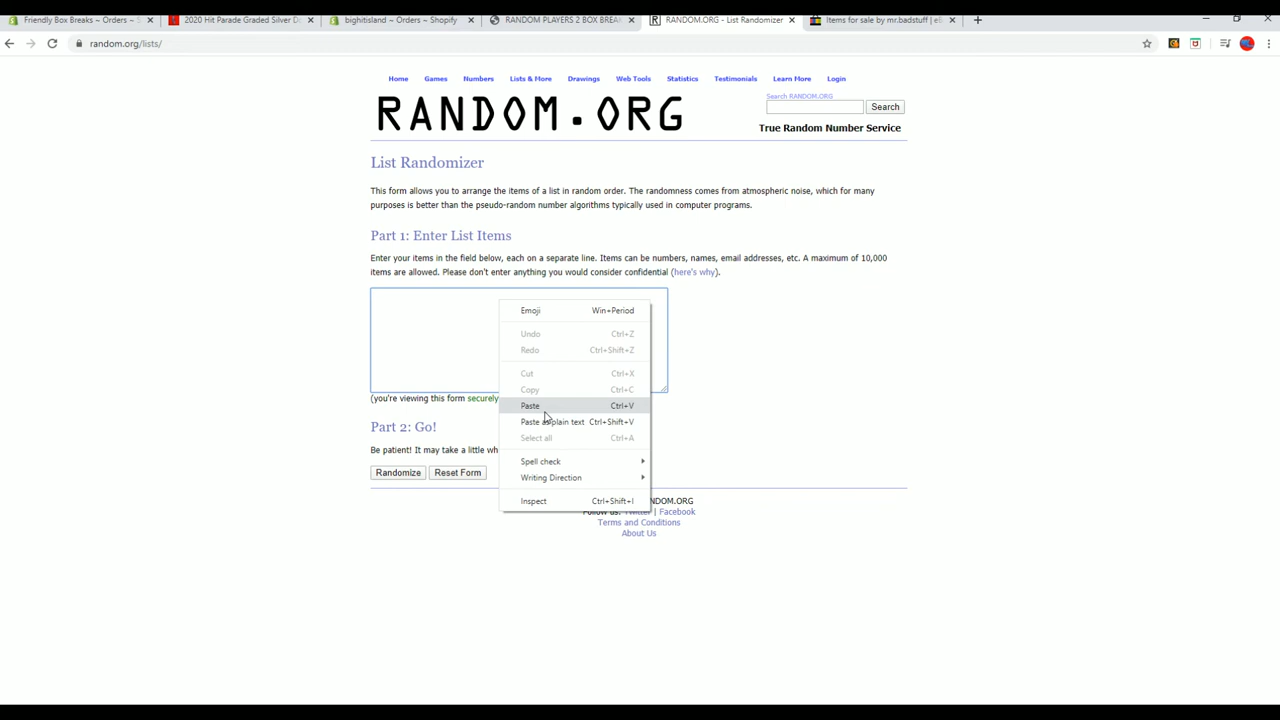 Friendly Box Breaks ~ Orders ~ S
2020 Hit Parade Graded Silver D
bighitisland ~ Orders ~ Shopify
RANDOM PLAYERS 2 BOX BREA
RANDOM.ORG - List Randomizer
Items for sale by mr.badstuff | eB
random.org/lists/
Home Games Numbers Lists & More Drawings Web Tools Statistics Testimonials Learn More Login
RANDOM.ORG
Search RANDOM.ORG
Search
True Random Number Service
List Randomizer
This form allows you to arrange the items of a list in random order. The randomness comes from atmospheric noise, which for many
purposes is better than the pseudo-random number algorithms typically used in computer programs.
Part 1: Enter List Items
Enter your items in the field below, each on a separate line. Items can be numbers, names, email addresses, etc. A maximum of 10,000
items are allowed. Please don't enter anything you would consider confidential (here's why).
Emoji Win+Period
Undo Ctrl+Z
Redo Ctrl+Shift+Z
Cut Ctrl+X
Copy Ctrl+C
Paste Ctrl+V
Paste as plain text Ctrl+Shift+V
Select all Ctrl+A
Spell check
Writing Direction
Inspect Ctrl+Shift+I
(you're viewing this form securely
Part 2: Go!
Be patient! It may take a little wh
Randomize Reset Form
NDOM.ORG
Follow us: Twitter | Facebook
Terms and Conditions
About Us